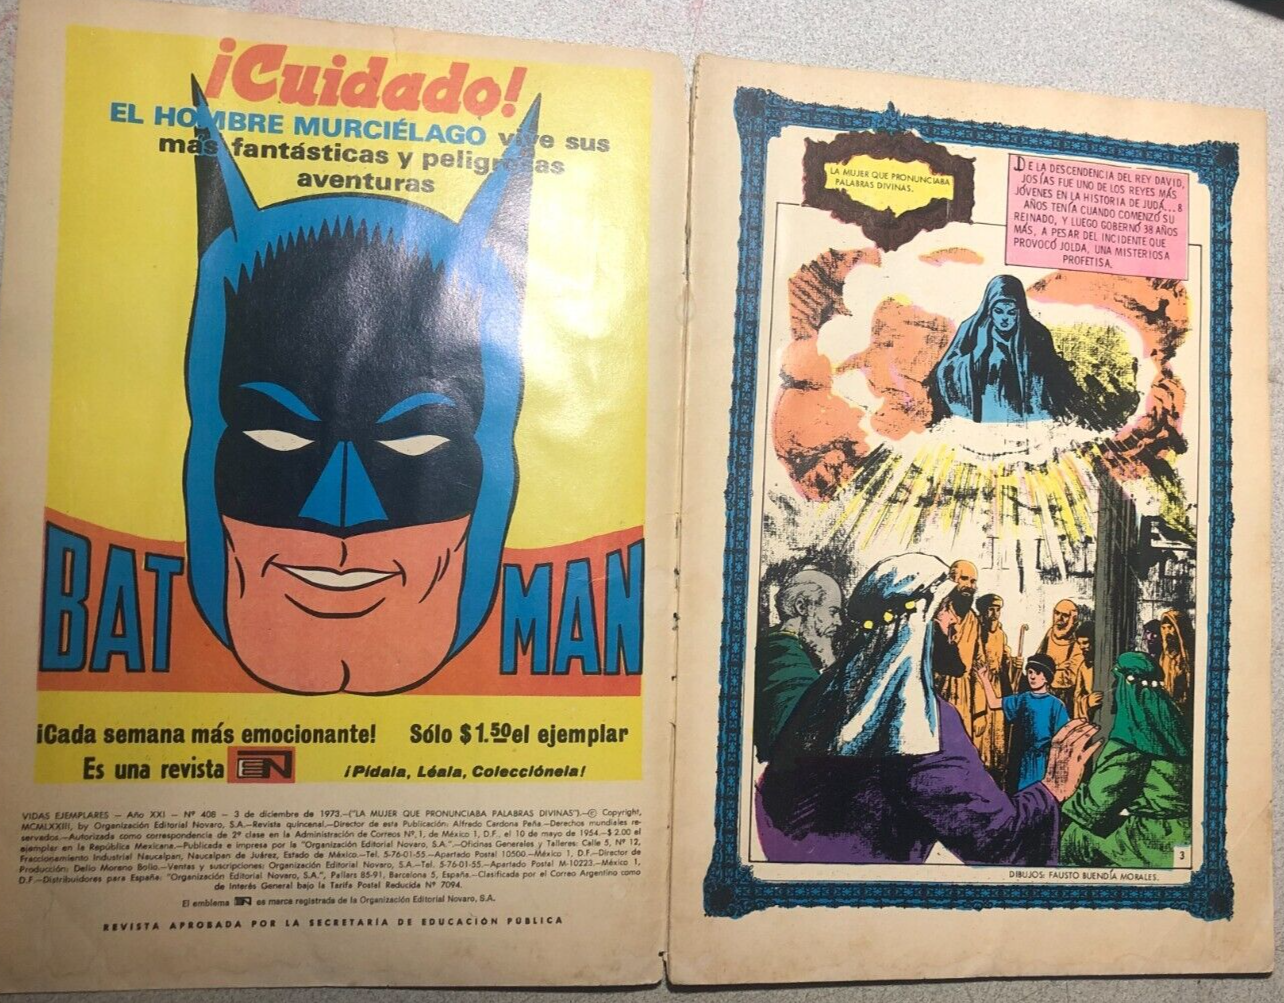 ¡Cuidado!
EL HOMBRE MURCIÉLAGO vive sus
más fantásticas y peligrosas
aventuras
BATMAN
¡Cada semana más emocionante! Sólo $1.50 el ejemplar
Es una revista EN ¡Pídala, Léala, Colecciónela!
VIDAS EJEMPLARES — Año XXI — Nº 408 — 3 de diciembre de 1973.—("LA MUJER QUE PRONUNCIABA PALABRAS DIVINAS").—© Copyright,
MCMLXXIII, by Organización Editorial Novaro, S.A.—Revista quincenal.—Director de esta Publicación: Alfredo Cardona Peña.—Derechos mundiales re-
servados.—Autorizada como correspondencia de 2ª clase en la Administración de Correos Nº 1, de México 1, D.F., el 10 de mayo de 1954.—$ 2.00 el
ejemplar en la República Mexicana.—Publicada e impresa por la "Organización Editorial Novaro, S.A.".—Oficinas Generales y Talleres: Calle 5, Nº 12,
Fraccionamiento Industrial Naucalpan, Naucalpan de Juárez, Estado de México.—Tel. 5-76-01-55.—Apartado Postal 10500.—México 1, D.F.—Director de
Producción: Delio Moreno Bolio.—Ventas y suscripciones: Organización Editorial Novaro, S.A.—Tel. 5-76-01-55.—Apartado Postal M-10223.—México 1,
D.F.—Distribuidores para España: "Organización Editorial Novaro, S.A.", Pallars 85-91, Barcelona 5, España.—Clasificada por el Correo Argentino como
de Interés General bajo la Tarifa Postal Reducida Nº 7094.
El emblema EN es marca registrada de la Organización Editorial Novaro, S.A.
REVISTA APROBADA POR LA SECRETARIA DE EDUCACIÓN PÚBLICA
LA MUJER QUE PRONUNCIABA
PALABRAS DIVINAS.
DE LA DESCENDENCIA DEL REY DAVID,
JOSÍAS FUE UNO DE LOS REYES MÁS
JÓVENES EN LA HISTORIA DE JUDÁ...8
AÑOS TENÍA CUANDO COMENZÓ SU
REINADO, Y LUEGO GOBERNÓ 38 AÑOS
MÁS, A PESAR DEL INCIDENTE QUE
PROVOCÓ JOLDA, UNA MISTERIOSA
PROFETISA.
3
DIBUJOS: FAUSTO BUENDÍA MORALES.